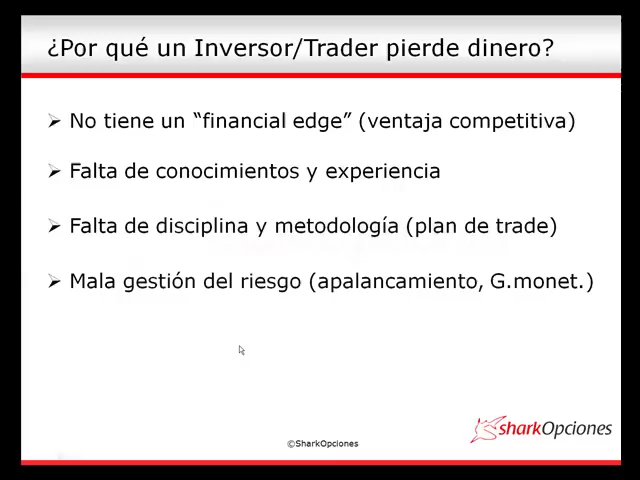 ¿Por qué un Inversor/Trader pierde dinero?
No tiene un “financial edge” (ventaja competitiva)
Falta de conocimientos y experiencia
Falta de disciplina y metodología (plan de trade)
Mala gestión del riesgo (apalancamiento, G.monet.)
sharkOpciones
©SharkOpciones